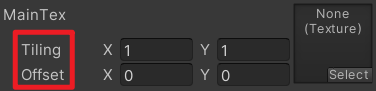 MainTex
None
(Texture)
Tiling X 1 Y 1
Offset X 0 Y 0
Select